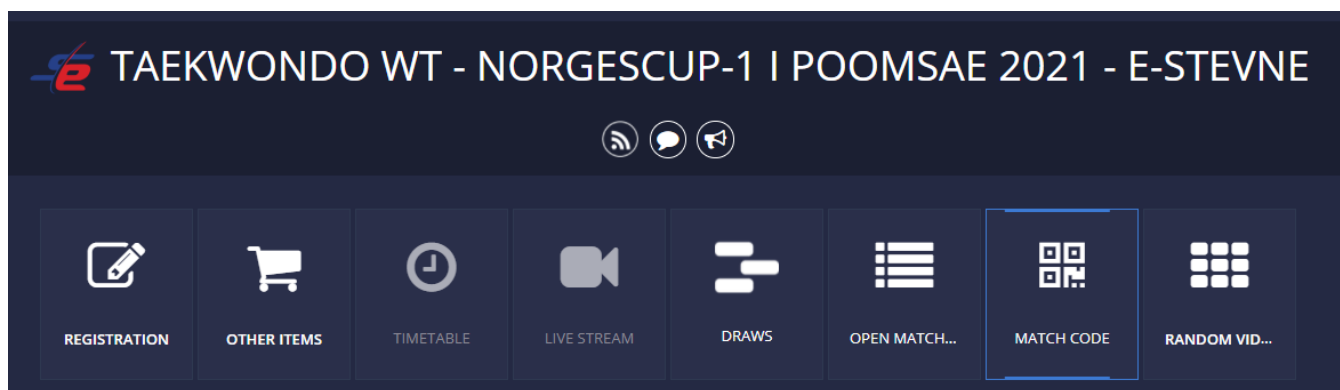 TAEKWONDO WT - NORGESCUP-1 I POOMSAE 2021 - E-STEVNE
REGISTRATION
OTHER ITEMS
TIMETABLE
LIVE STREAM
DRAWS
OPEN MATCH...
MATCH CODE
RANDOM VID...